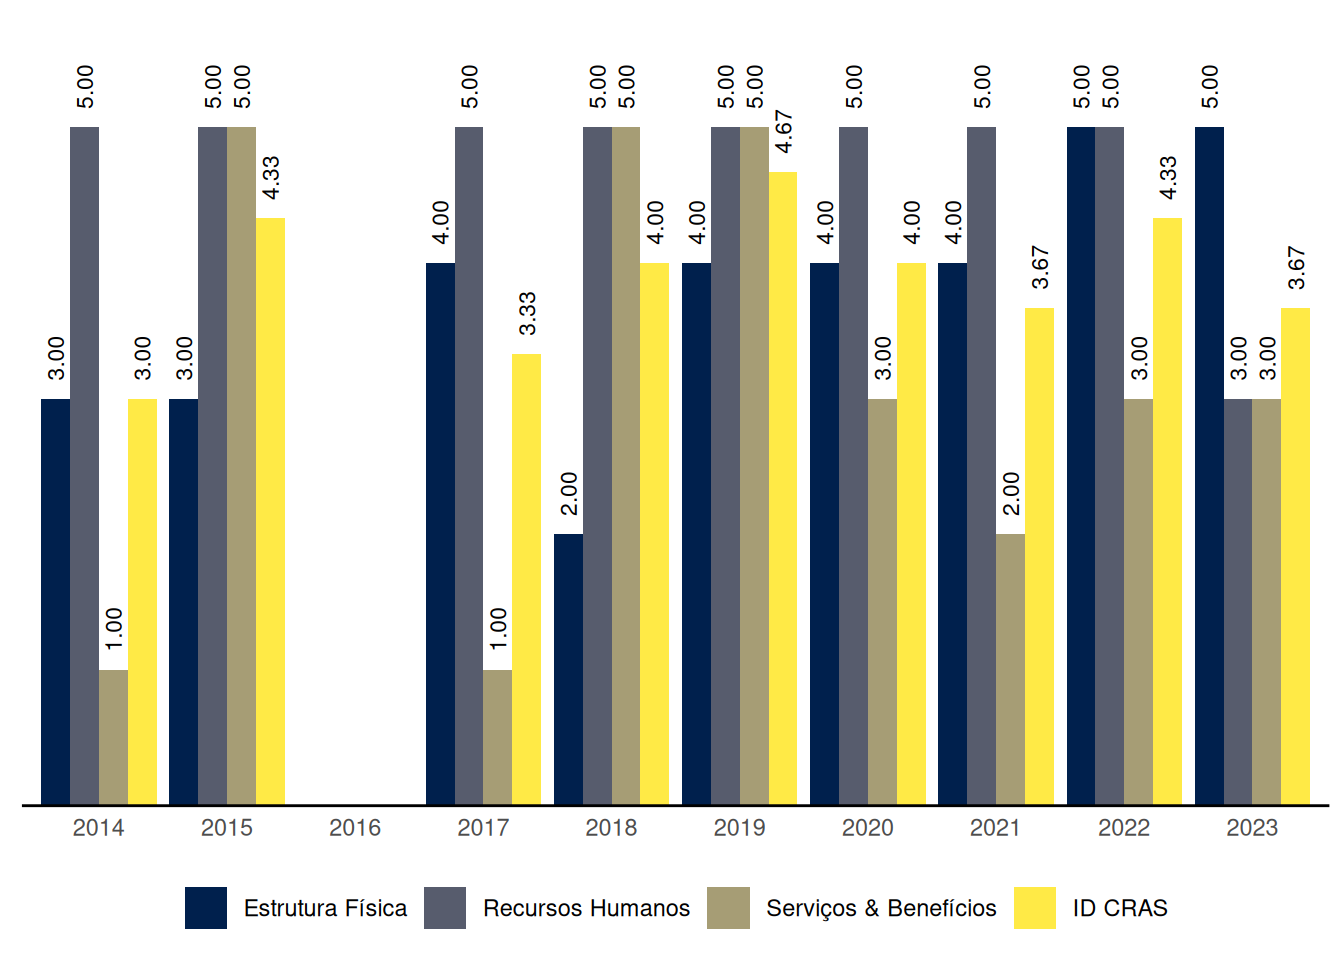 3.00 5.00 1.00 3.00
3.00 5.00 5.00 4.33
4.00 5.00 1.00 3.33
2.00 5.00 5.00 4.00
4.00 5.00 5.00 4.67
4.00 5.00 3.00 4.00
4.00 5.00 2.00 3.67
5.00 5.00 3.00 4.33
5.00 3.00 3.00 3.67
2014 2015 2016 2017 2018 2019 2020 2021 2022 2023
Estrutura Física Recursos Humanos Serviços & Benefícios ID CRAS